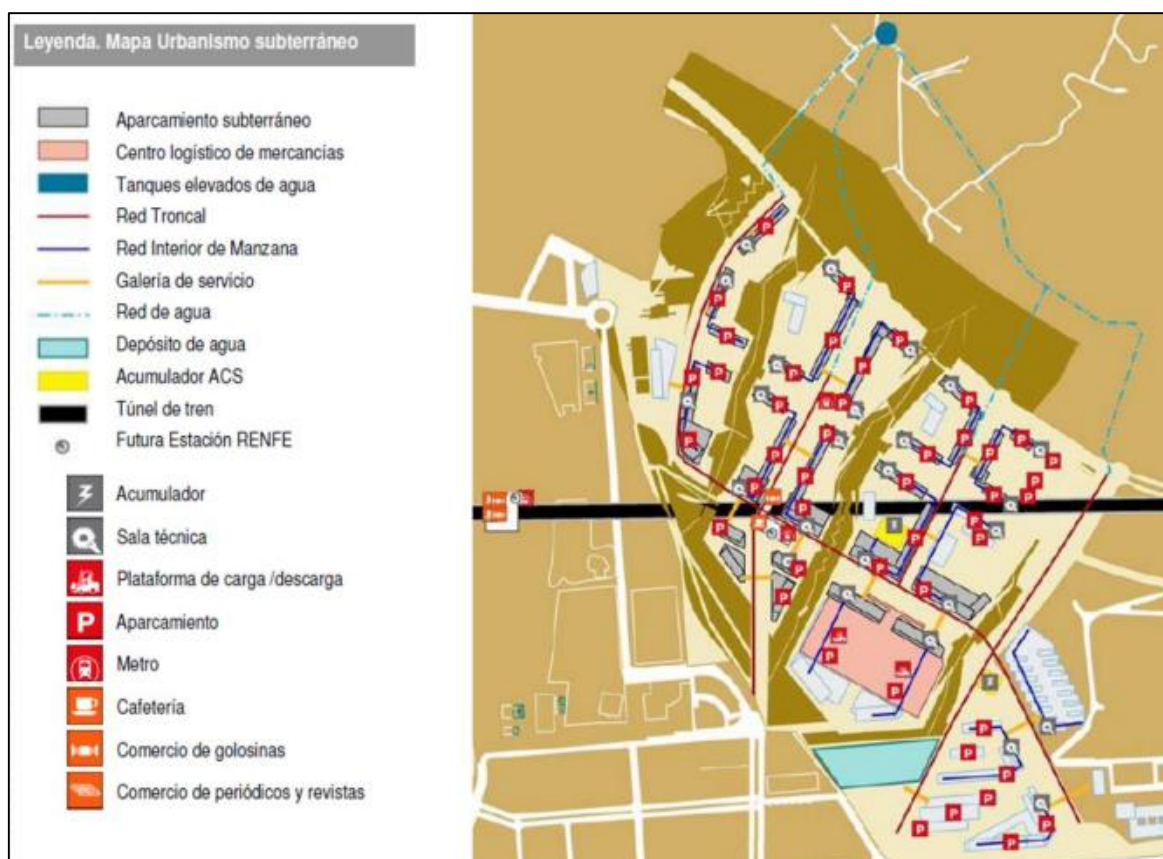 Leyenda. Mapa Urbanismo subterráneo
Aparcamiento subterráneo
Centro logístico de mercancías
Tanques elevados de agua
Red Troncal
Red Interior de Manzana
Galería de servicio
Red de agua
Depósito de agua
Acumulador ACS
Túnel de tren
Futura Estación RENFE
Acumulador
Sala técnica
Plataforma de carga /descarga
P Aparcamiento
Metro
Cafetería
Comercio de golosinas
Comercio de periódicos y revistas